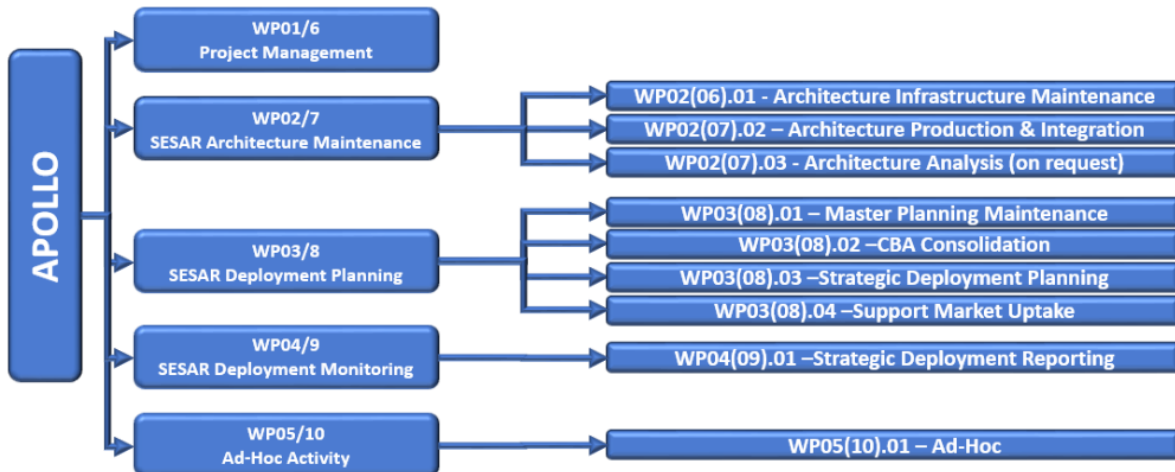 APOLLO
WP01/6
Project Management
WP02/7
SESAR Architecture Maintenance
WP02(06).01 - Architecture Infrastructure Maintenance
WP02(07).02 – Architecture Production & Integration
WP02(07).03 - Architecture Analysis (on request)
WP03/8
SESAR Deployment Planning
WP03(08).01 – Master Planning Maintenance
WP03(08).02 –CBA Consolidation
WP03(08).03 –Strategic Deployment Planning
WP03(08).04 –Support Market Uptake
WP04/9
SESAR Deployment Monitoring
WP04(09).01 –Strategic Deployment Reporting
WP05/10
Ad-Hoc Activity
WP05(10).01 – Ad-Hoc